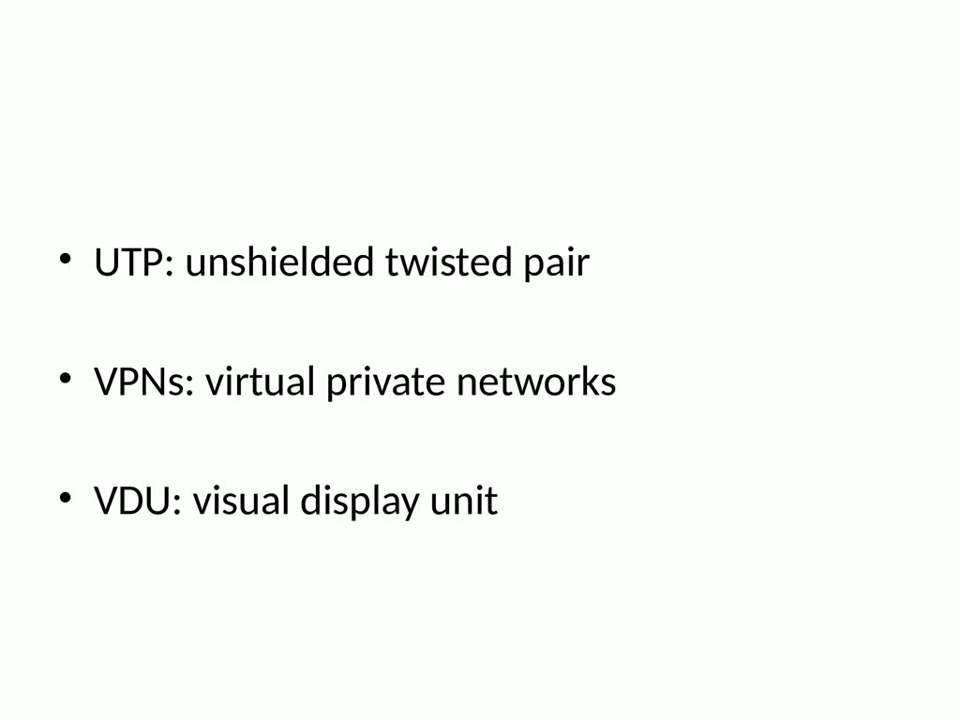 • UTP: unshielded twisted pair
• VPNs: virtual private networks
• VDU: visual display unit